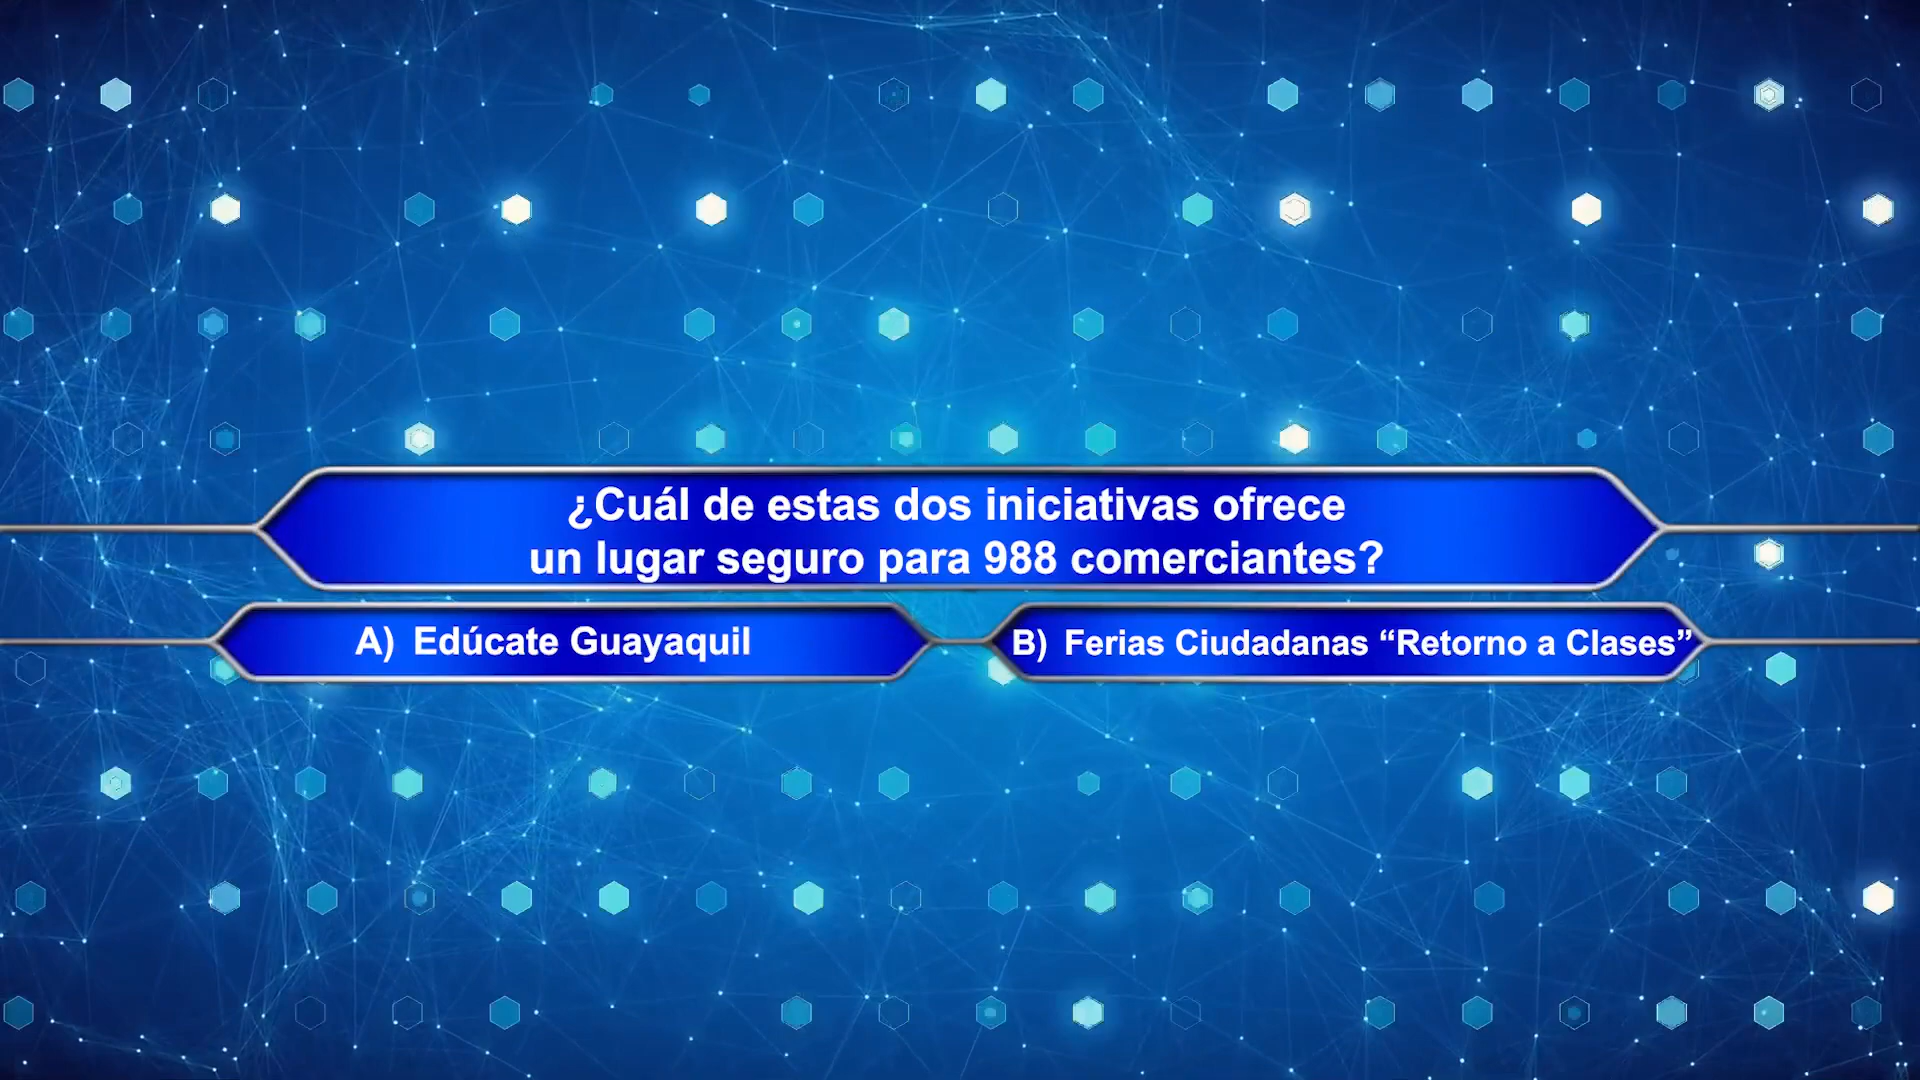 ¿Cuál de estas dos iniciativas ofrece
un lugar seguro para 988 comerciantes?
A) Edúcate Guayaquil
B) Ferias Ciudadanas “Retorno a Clases”